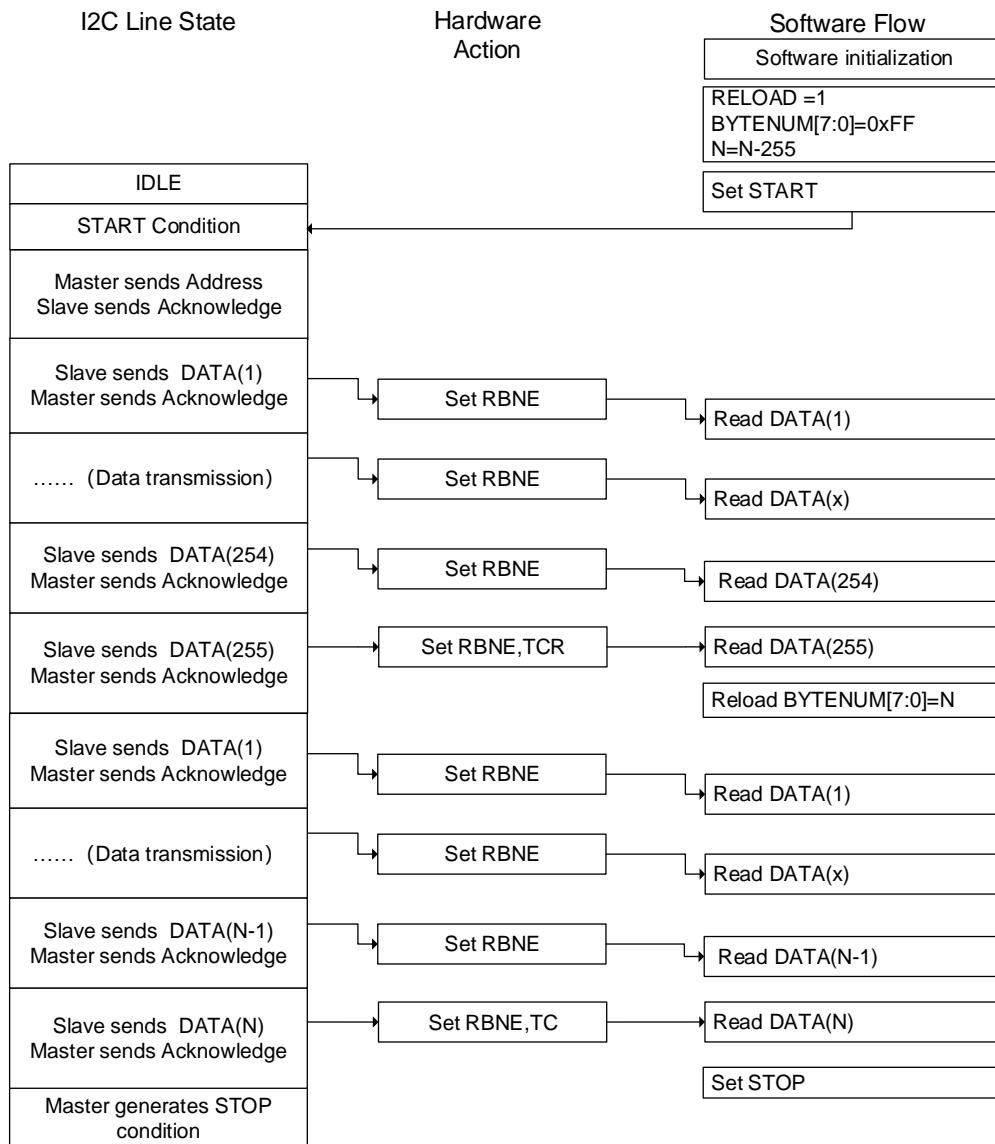 I2C Line State
Hardware
Action
Software Flow
Software initialization
RELOAD =1
BYTENUM[7:0]=0xFF
N=N-255
IDLE
Set START
START Condition
Master sends Address
Slave sends Acknowledge
Slave sends DATA(1)
Master sends Acknowledge
Set RBNE
Read DATA(1)
…… (Data transmission)
Set RBNE
Read DATA(x)
Slave sends DATA(254)
Master sends Acknowledge
Set RBNE
Read DATA(254)
Slave sends DATA(255)
Master sends Acknowledge
Set RBNE,TCR
Read DATA(255)
Reload BYTENUM[7:0]=N
Slave sends DATA(1)
Master sends Acknowledge
Set RBNE
Read DATA(1)
…… (Data transmission)
Set RBNE
Read DATA(x)
Slave sends DATA(N-1)
Master sends Acknowledge
Set RBNE
Read DATA(N-1)
Slave sends DATA(N)
Master sends Acknowledge
Set RBNE,TC
Read DATA(N)
Set STOP
Master generates STOP
condition